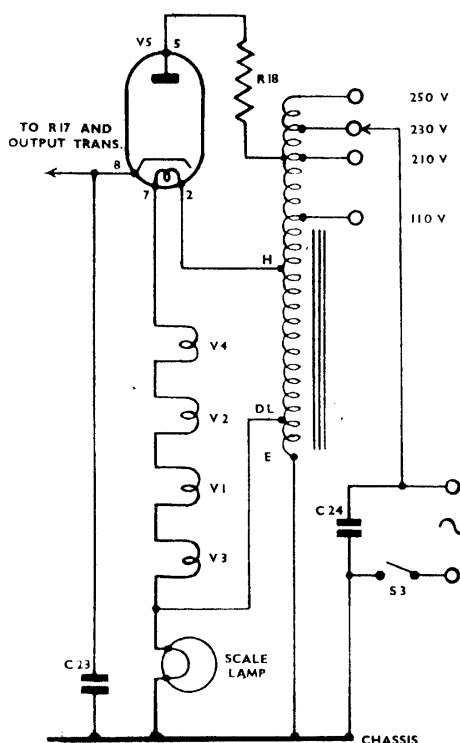 V5 5
R18
250 V
230 V
TO R17 AND
OUTPUT TRANS.
210 V
8
7 2
110 V
H
V4
V2
DL
E
V1
C24
V3
S3
SCALE
LAMP
C23
CHASSIS